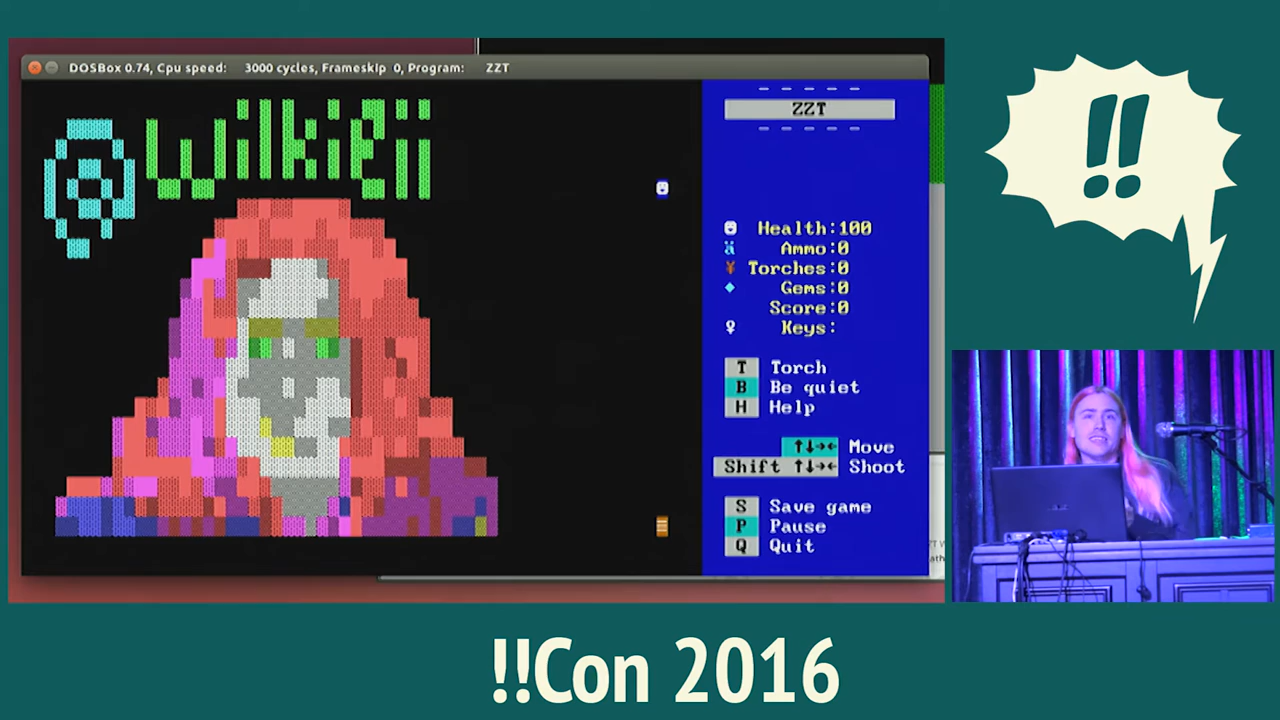 DOSBox 0.74, Cpu speed: 3000 cycles, Frameskip 0, Program: ZZT
@wilkieii
ZZT
Health:100
Ammo:0
Torches:0
Gems:0
Score:0
Keys:
T Torch
B Be quiet
H Help
↑↓→← Move
Shift ↑↓→← Shoot
S Save game
P Pause
Q Quit
!!
!!Con 2016